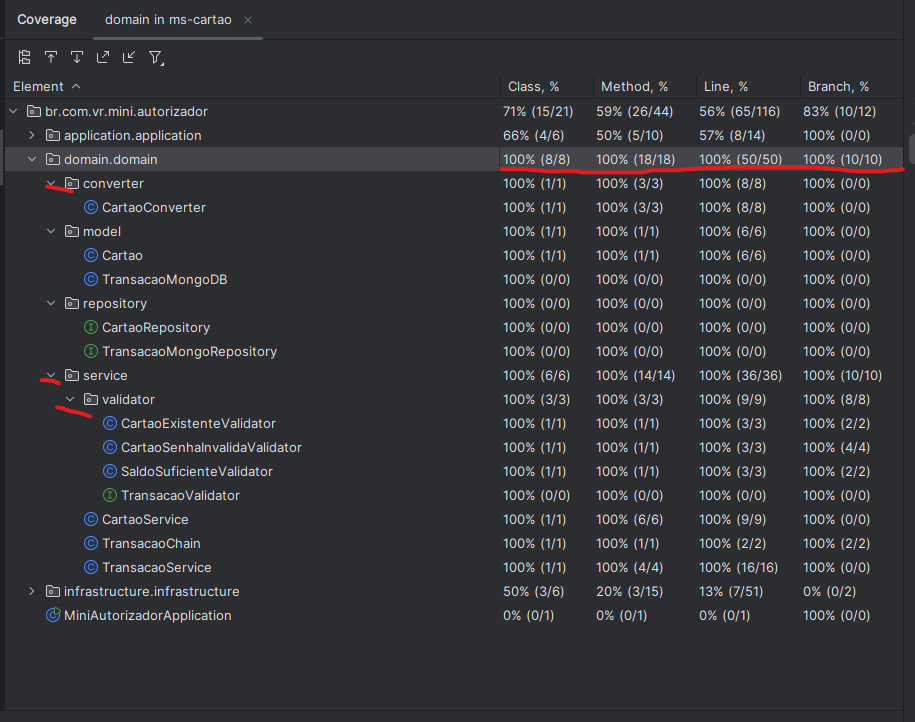 Coverage domain in ms-cartao
Element Class, % Method, % Line, % Branch, %
br.com.vr.mini.autorizador 71% (15/21) 59% (26/44) 56% (65/116) 83% (10/12)
application.application 66% (4/6) 50% (5/10) 57% (8/14) 100% (0/0)
domain.domain 100% (8/8) 100% (18/18) 100% (50/50) 100% (10/10)
converter 100% (1/1) 100% (3/3) 100% (8/8) 100% (0/0)
CartaoConverter 100% (1/1) 100% (3/3) 100% (8/8) 100% (0/0)
model 100% (1/1) 100% (1/1) 100% (6/6) 100% (0/0)
Cartao 100% (1/1) 100% (1/1) 100% (6/6) 100% (0/0)
TransacaoMongoDB 100% (0/0) 100% (0/0) 100% (0/0) 100% (0/0)
repository 100% (0/0) 100% (0/0) 100% (0/0) 100% (0/0)
CartaoRepository 100% (0/0) 100% (0/0) 100% (0/0) 100% (0/0)
TransacaoMongoRepository 100% (0/0) 100% (0/0) 100% (0/0) 100% (0/0)
service 100% (6/6) 100% (14/14) 100% (36/36) 100% (10/10)
validator 100% (3/3) 100% (3/3) 100% (9/9) 100% (8/8)
CartaoExistenteValidator 100% (1/1) 100% (1/1) 100% (3/3) 100% (2/2)
CartaoSenhaInvalidaValidator 100% (1/1) 100% (1/1) 100% (3/3) 100% (4/4)
SaldoSuficienteValidator 100% (1/1) 100% (1/1) 100% (3/3) 100% (2/2)
TransacaoValidator 100% (0/0) 100% (0/0) 100% (0/0) 100% (0/0)
CartaoService 100% (1/1) 100% (6/6) 100% (9/9) 100% (0/0)
TransacaoChain 100% (1/1) 100% (1/1) 100% (2/2) 100% (2/2)
TransacaoService 100% (1/1) 100% (4/4) 100% (16/16) 100% (0/0)
infrastructure.infrastructure 50% (3/6) 20% (3/15) 13% (7/51) 0% (0/2)
MiniAutorizadorApplication 0% (0/1) 0% (0/1) 0% (0/1) 100% (0/0)